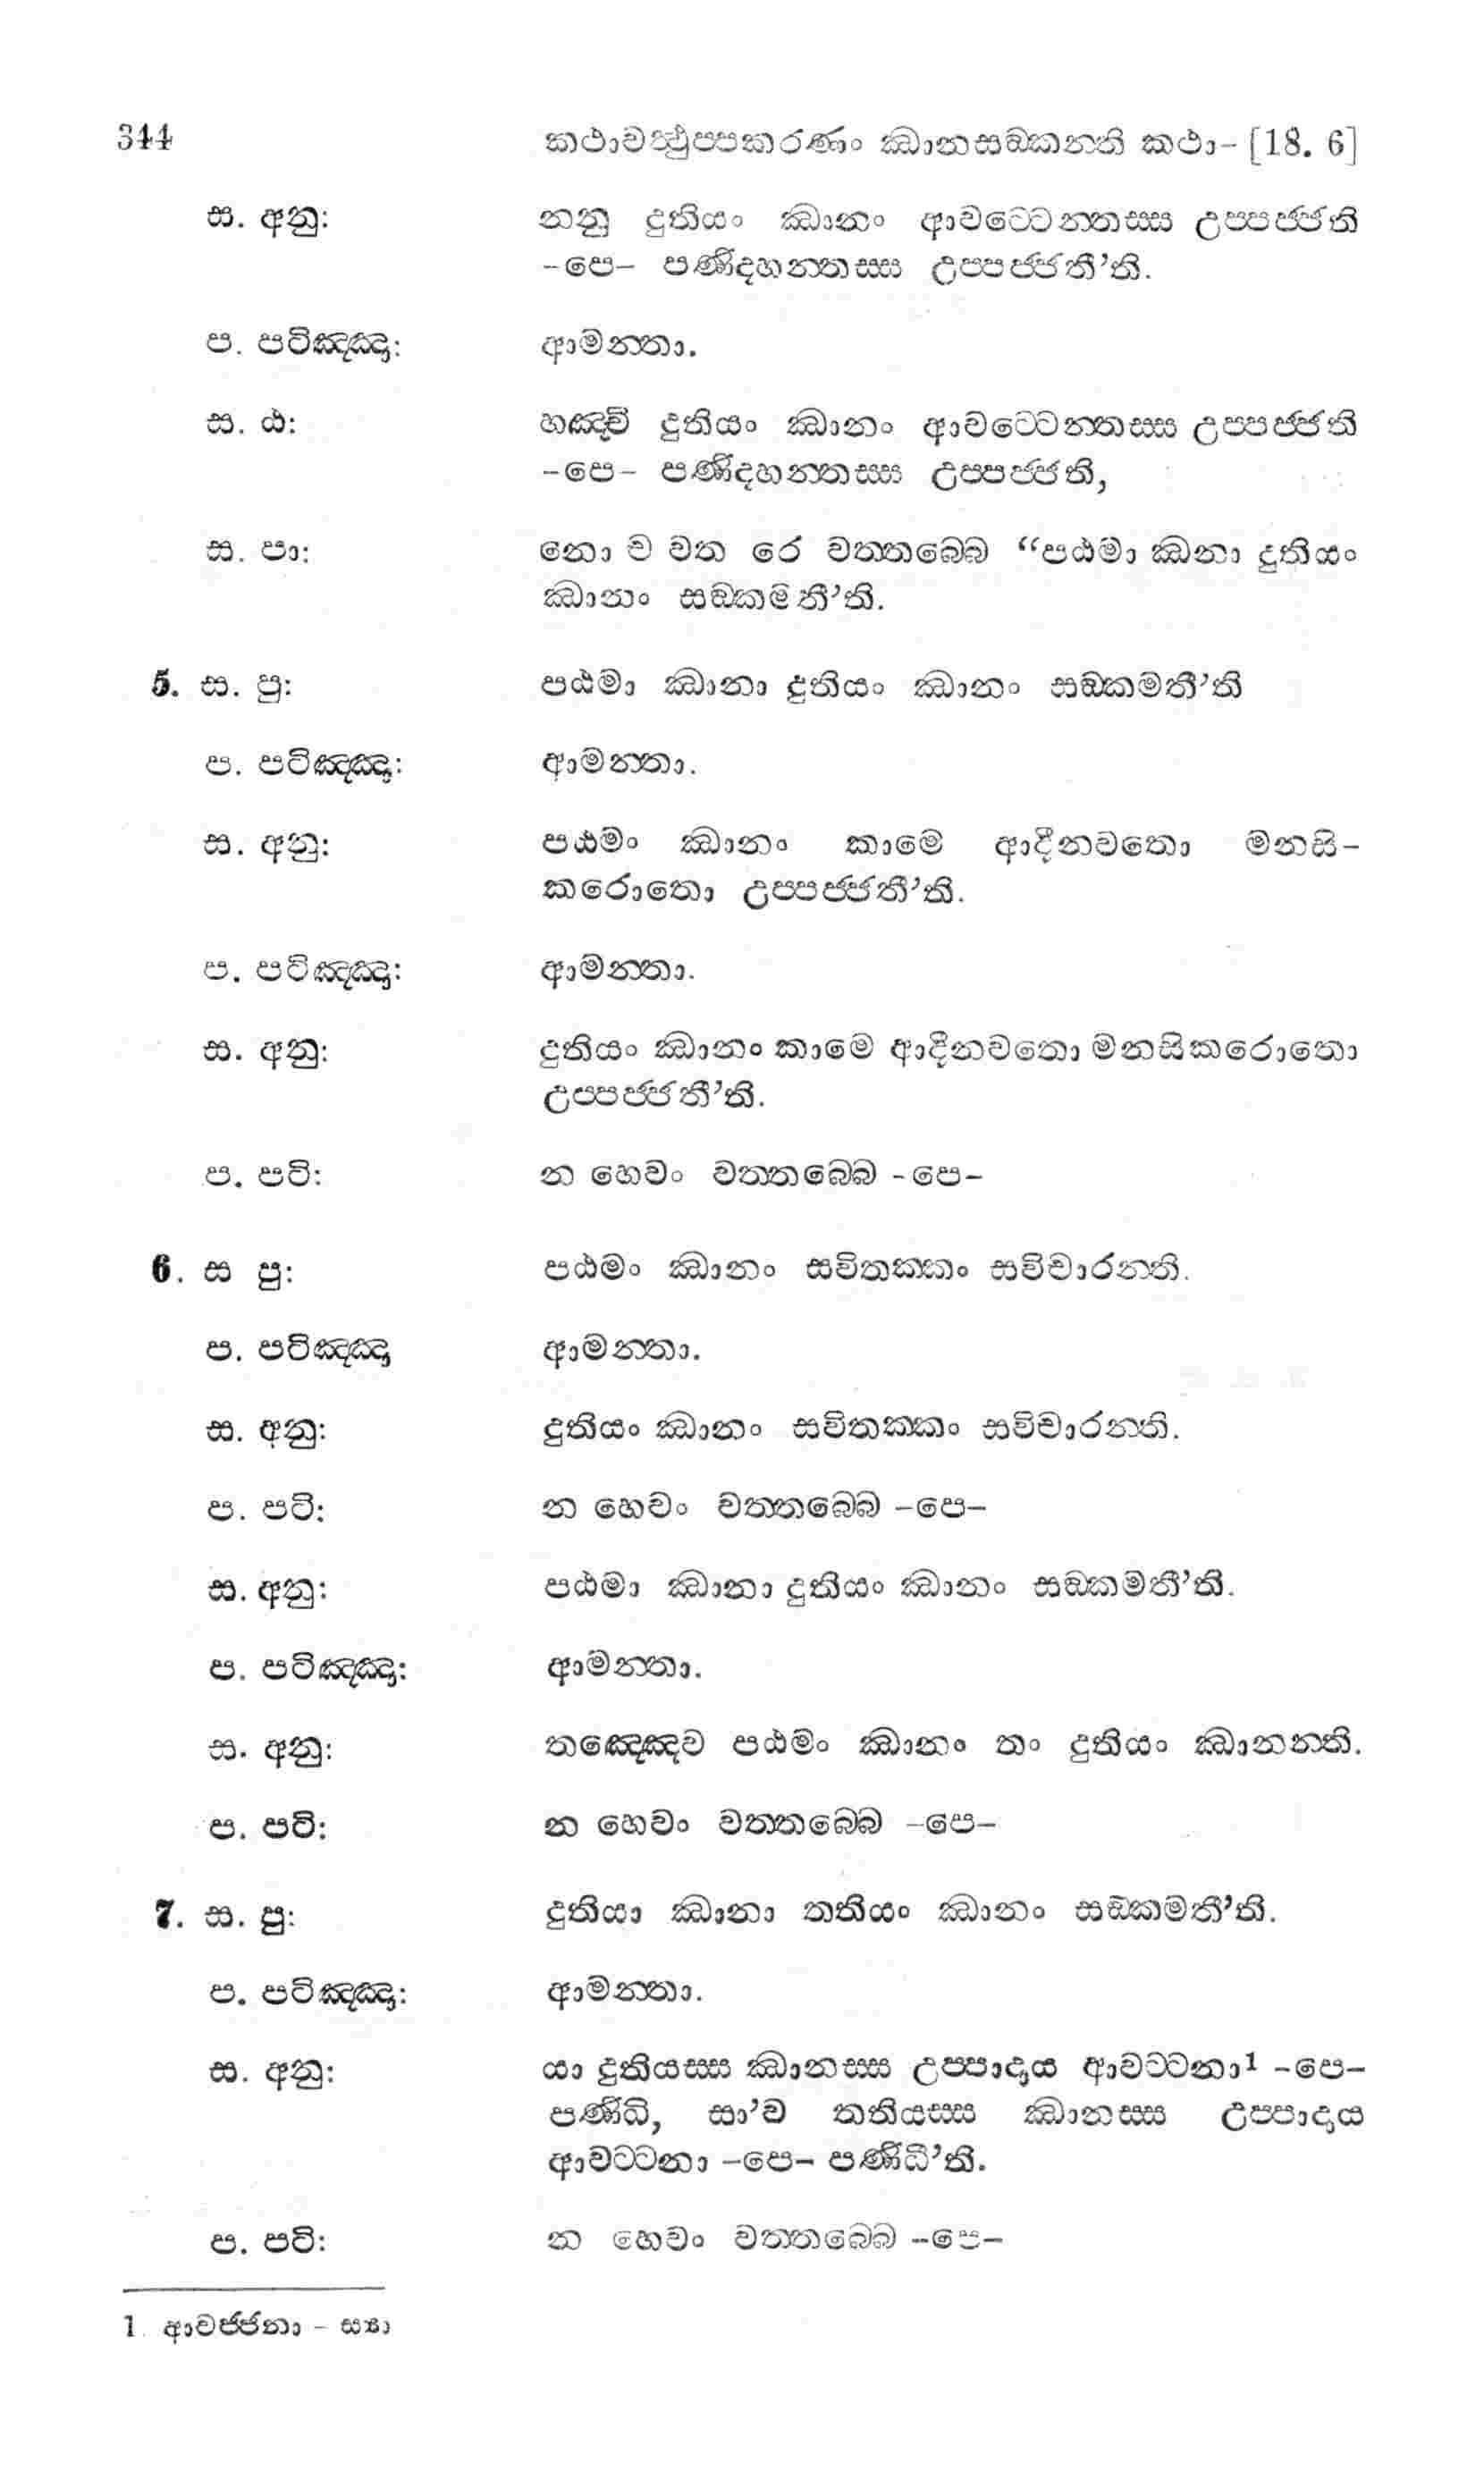 344 කථාවත්ථුප්පකරණං ඣානසඞ්කන්ති කථා- [18. 6]
ස. අනු: නනු දුතියං ඣානං ආවට්ටෙන්තස්ස උප්පජ්ජති
-පෙ- පණිදහන්තස්ස උප්පජ්ජතී’ති.
ප. පටිඤ්ඤා: ආමන්තා.
ස. ඨ: හඤ්චි දුතියං ඣානං ආවට්ටෙන්තස්ස උප්පජ්ජති
-පෙ- පණිදහන්තස්ස උප්පජ්ජති,
ස. පා: නො ච වත රෙ වත්තබ්බෙ “පඨමා ඣනා දුතියං
ඣානං සඞ්කමතී’ති.
5. ස. පු: පඨමා ඣානා දුතියං ඣානං සඞ්කමතී’ති
ප. පටිඤ්ඤා: ආමන්තා.
ස. අනු: පඨමං ඣානං කාමෙ ආදීනවතො මනසි-
කරොතො උප්පජ්ජතී’ති.
ප. පටිඤ්ඤා: ආමන්තා.
ස. අනු: දුතියං ඣානං කාමෙ ආදීනවතො මනසිකරොතො
උප්පජ්ජතී’ති.
ප. පටි: න හෙවං වත්තබ්බෙ -පෙ-
6. ස පු: පඨමං ඣානං සවිතක්කං සවිචාරන්ති.
ප. පටිඤ්ඤා ආමන්තා.
ස. අනු: දුතියං ඣානං සවිතක්කං සවිචාරන්ති.
ප. පටි: න හෙවං වත්තබ්බෙ -පෙ-
ස. අනු: පඨමා ඣානා දුතියං ඣානං සඞ්කමතී’ති.
ප. පටිඤ්ඤා: ආමන්තා.
ස. අනු: තඤ්ඤෙව පඨමං ඣානං තං දුතියං ඣානන්ති.
ප. පටි: න හෙවං වත්තබ්බෙ -පෙ-
7. ස. පු: දුතියා ඣානා තතියං ඣානං සඞ්කමතී’ති.
ප. පටිඤ්ඤා: ආමන්තා.
ස. අනු: යා දුතියස්ස ඣානස්ස උප්පාදාය ආවට්ටනා¹ -පෙ-
පණිධි, සා’ව තතියස්ස ඣානස්ස උප්පාදාය
ආවට්ටනා -පෙ- පණිධී’ති.
ප. පටි: න හෙවං වත්තබ්බෙ -පෙ-
1. ආවජ්ජනා - ස්‍යා